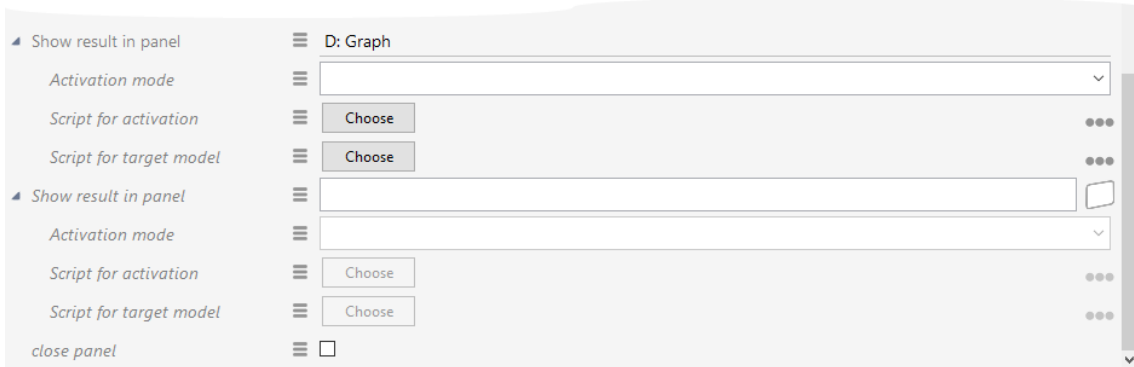 Show result in panel D: Graph
Activation mode
Script for activation Choose
Script for target model Choose
Show result in panel
Activation mode
Script for activation Choose
Script for target model Choose
close panel